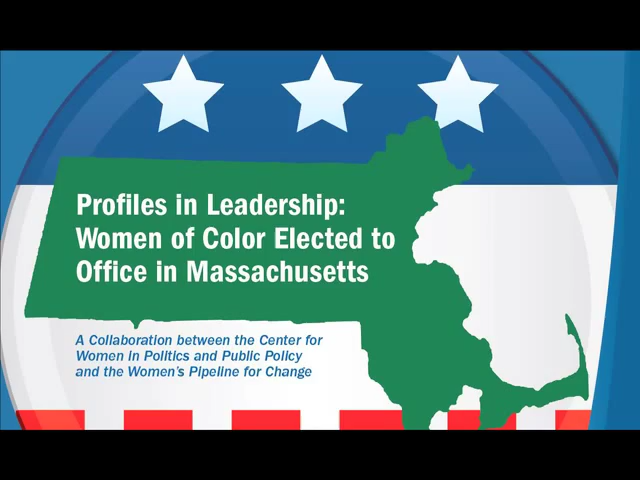 Profiles in Leadership:
Women of Color Elected to
Office in Massachusetts
A Collaboration between the Center for
Women in Politics and Public Policy
and the Women's Pipeline for Change